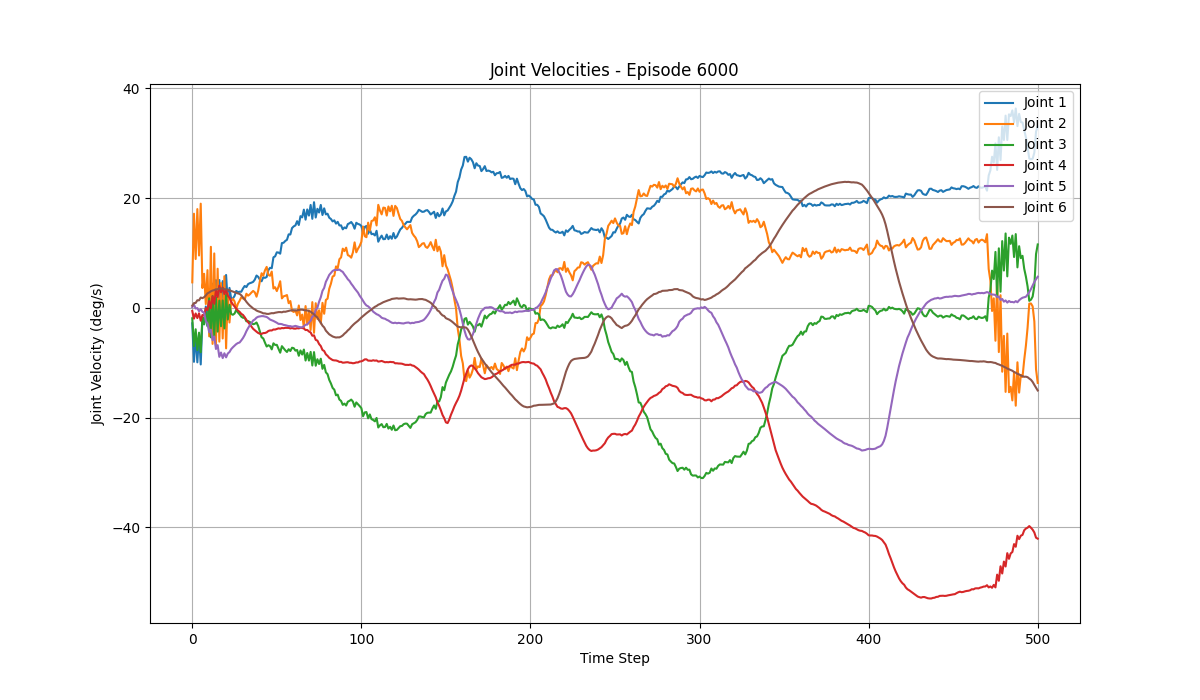 Joint Velocities - Episode 6000
Joint Velocity (deg/s)
40
20
0
−20
−40
Joint 1
Joint 2
Joint 3
Joint 4
Joint 5
Joint 6
0 100 200 300 400 500
Time Step